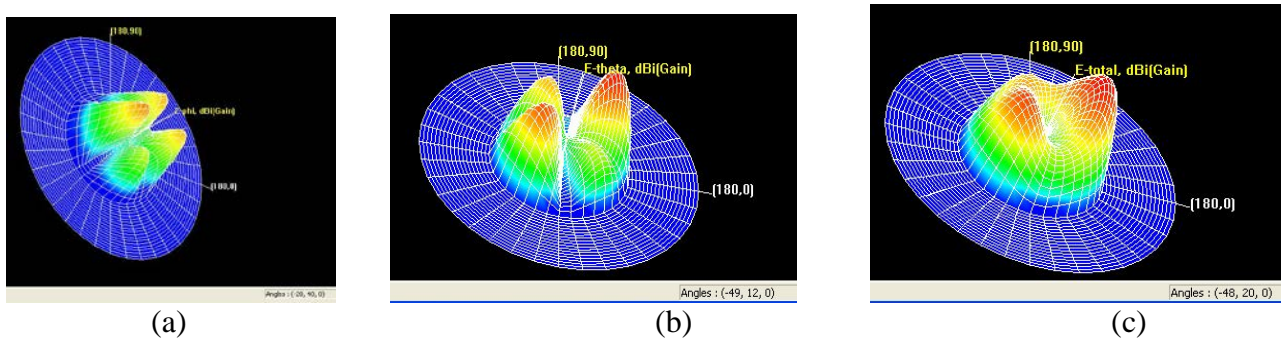 (180,90)
E-phi, dBi(Gain)
(180,0)
Angles : (-28, 40, 0)
(a)
(180,90)
E-theta, dBi(Gain)
(180,0)
Angles : (-49, 12, 0)
(b)
(180,90)
E-total, dBi(Gain)
(180,0)
Angles : (-48, 20, 0)
(c)